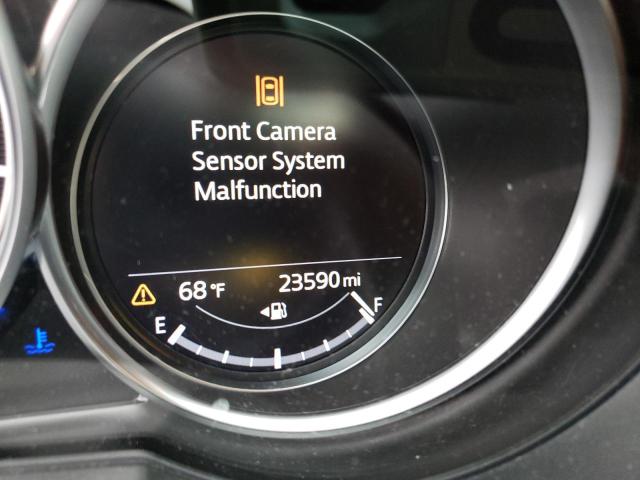 Front Camera
Sensor System
Malfunction
68°F 23590 mi
E F